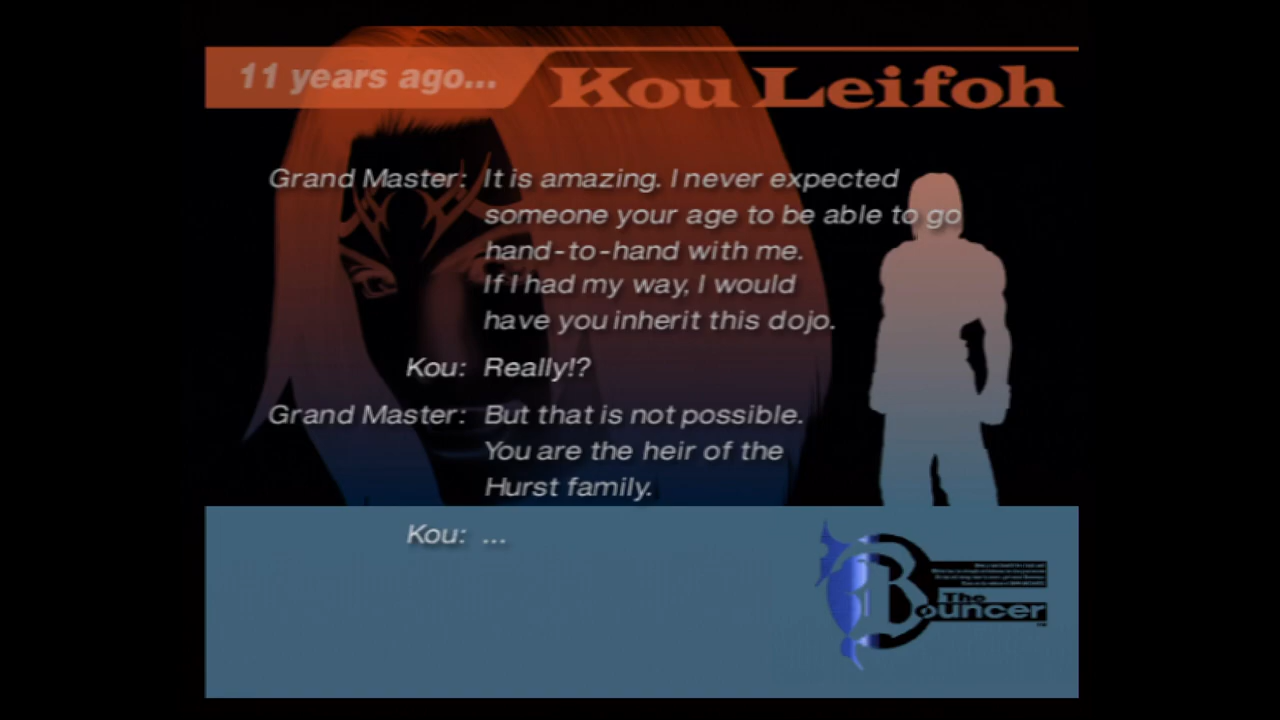 11 years ago...
Kou Leifoh
Grand Master: It is amazing. I never expected
someone your age to be able to go
hand-to-hand with me.
If I had my way, I would
have you inherit this dojo.
Kou: Really!?
Grand Master: But that is not possible.
You are the heir of the
Hurst family.
Kou: ...
The
Bouncer